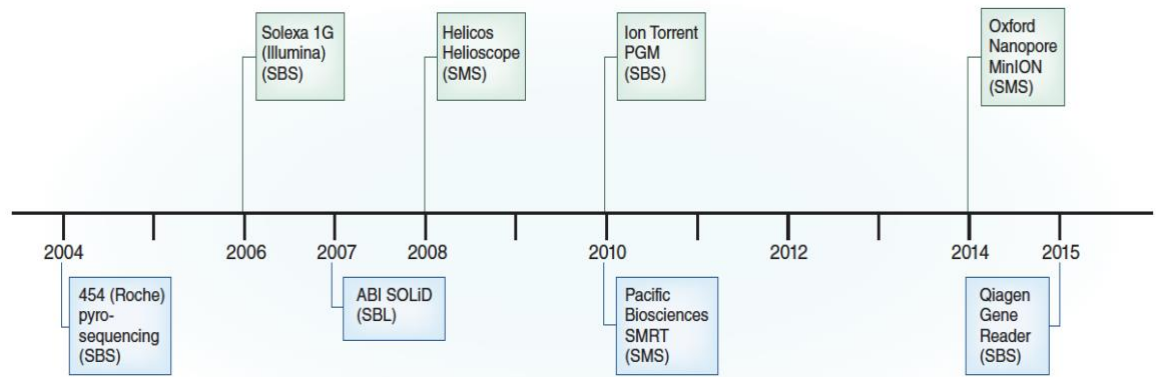 Solexa 1G
(Illumina)
(SBS)
Helicos
Helioscope
(SMS)
Ion Torrent
PGM
(SBS)
Oxford
Nanopore
MinION
(SMS)
2004
2006
2007
2008
2010
2012
2014
2015
454 (Roche)
pyro-
sequencing
(SBS)
ABI SOLiD
(SBL)
Pacific
Biosciences
SMRT
(SMS)
Qiagen
Gene
Reader
(SBS)